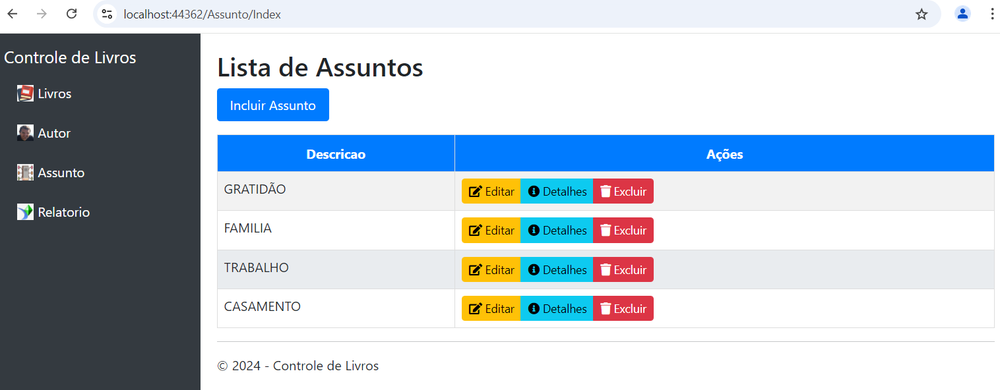 localhost:44362/Assunto/Index
Controle de Livros
Livros
Autor
Assunto
Relatorio
Lista de Assuntos
Incluir Assunto
Descricao Ações
GRATIDÃO Editar Detalhes Excluir
FAMILIA Editar Detalhes Excluir
TRABALHO Editar Detalhes Excluir
CASAMENTO Editar Detalhes Excluir
© 2024 - Controle de Livros